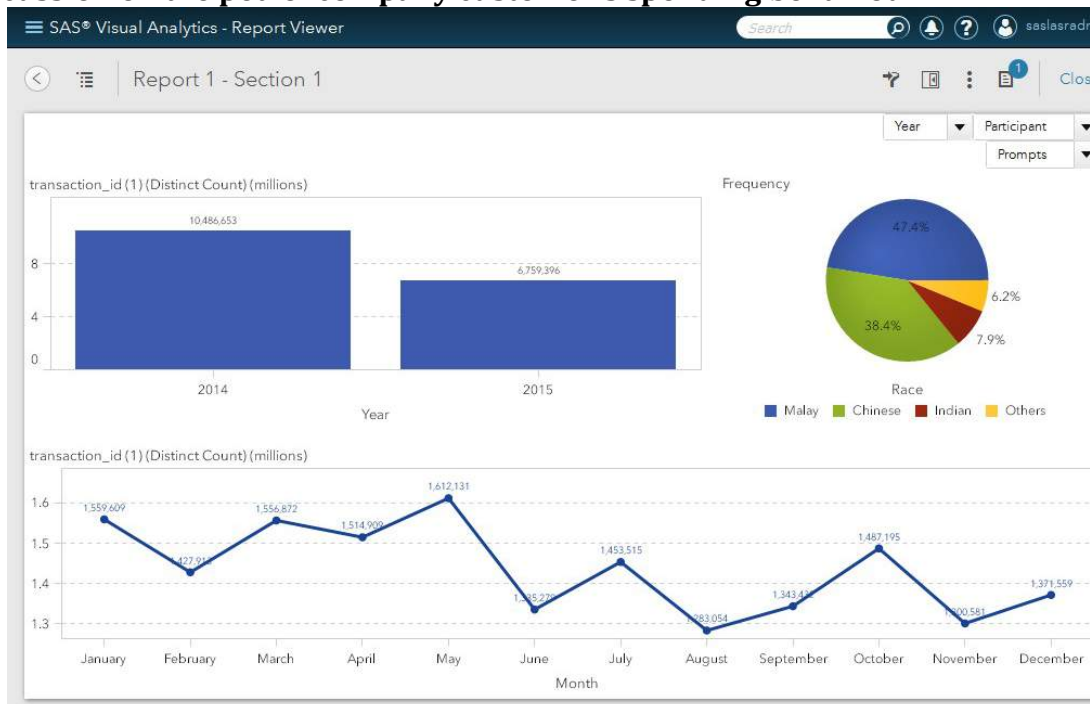 SAS® Visual Analytics - Report Viewer
Search
?
Report 1 - Section 1
1
Year
Participant
Prompts
transaction_id (1) (Distinct Count) (millions)
10,486,653
6,759,396
8
4
0
2014
2015
Year
Frequency
47.4%
38.4%
7.9%
6.2%
Race
Malay Chinese Indian Others
transaction_id (1) (Distinct Count) (millions)
1.6
1.5
1.4
1.3
1,559,609
1,556,872
1,514,909
1,612,131
1,453,515
1,283,054
1,487,195
1,371,559
January February March April May June July August September October November December
Month